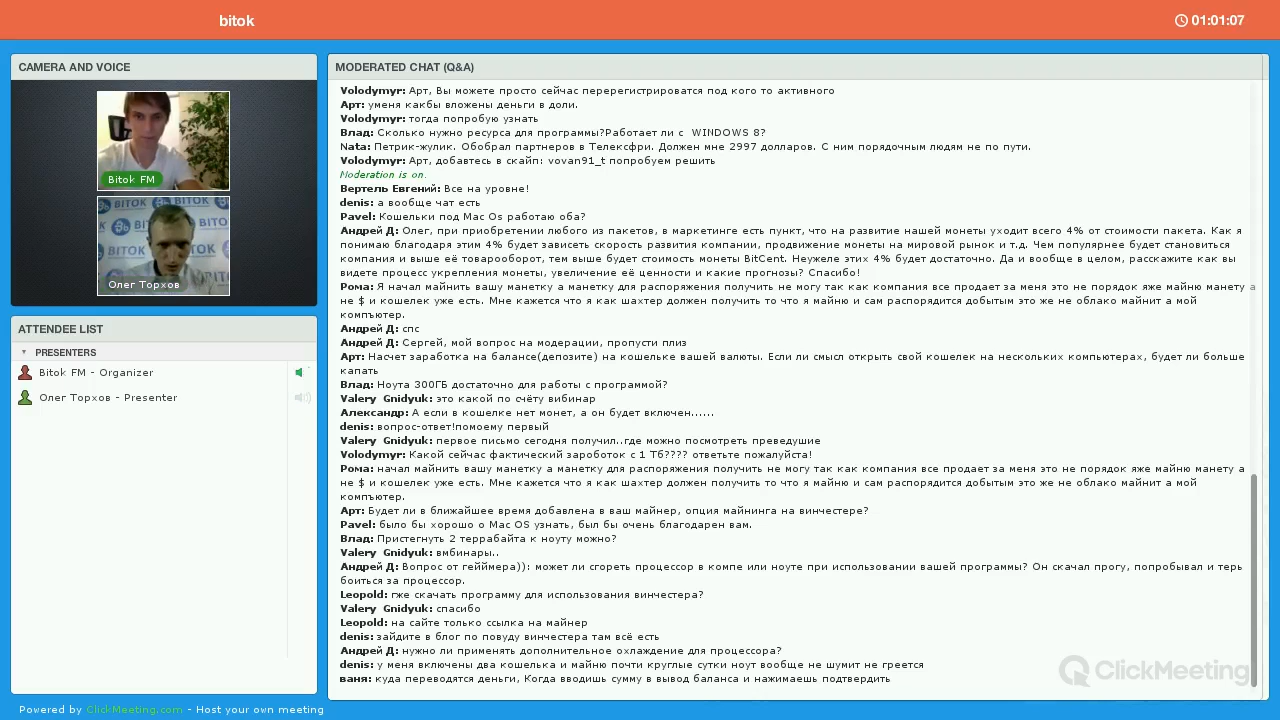 bitok
01:01:07
CAMERA AND VOICE
Bitok FM
BITOK
Олег Торхов
ATTENDEE LIST
PRESENTERS
Bitok FM - Organizer
Олег Торхов - Presenter
MODERATED CHAT (Q&A)
Volodymyr: Арт, Вы можете просто сейчас перерегистрироватся под кого то активного
Арт: уменя какбы вложены деньги в доли.
Volodymyr: тогда попробую узнать
Влад: Сколько нужно ресурса для программы?Работает ли с WINDOWS 8?
Nata: Петрик-жулик. Обобрал партнеров в Телексфри. Должен мне 2997 долларов. С ним порядочным людям не по пути.
Volodymyr: Арт, добавтесь в скайп: vovan91_t попробуем решить
Moderation is on.
Вертель Евгений: Все на уровне!
denis: а вообще чат есть
Pavel: Кошельки под Mac Os работаю оба?
Андрей Д: Олег, при приобретении любого из пакетов, в маркетинге есть пункт, что на развитие нашей монеты уходит всего 4% от стоимости пакета. Как я
понимаю благодаря этим 4% будет зависеть скорость развития компании, продвижение монеты на мировой рынок и т.д. Чем популярнее будет становиться
компания и выше её товарооборот, тем выше будет стоимость монеты BitCent. Неужеле этих 4% будет достаточно. Да и вообще в целом, расскажите как вы
видете процесс укрепления монеты, увеличение её ценности и какие прогнозы? Спасибо!
Рома: Я начал майнить вашу манетку а манетку для распоряжения получить не могу так как компания все продает за меня это не порядок яже майню манету а
не $ и кошелек уже есть. Мне кажется что я как шахтер должен получить то что я майню и сам распорядится добытым это же не облако майнит а мой
компъютер.
Андрей Д: спс
Андрей Д: Сергей, мой вопрос на модерации, пропусти плиз
Арт: Насчет заработка на балансе(депозите) на кошельке вашей валюты. Если ли смысл открыть свой кошелек на нескольких компьютерах, будет ли больше
капать
Влад: Ноута 300ГБ достаточно для работы с программой?
Valery Gnidyuk: это какой по счёту вибинар
Александр: А если в кошелке нет монет, а он будет включен......
denis: вопрос-ответ!помоему первый
Valery Gnidyuk: первое письмо сегодня получил..где можно посмотреть преведушие
Volodymyr: Какой сейчас фактический зароботок с 1 Тб???? ответьте пожалуйста!
Рома: начал майнить вашу манетку а манетку для распоряжения получить не могу так как компания все продает за меня это не порядок яже майню манету а
не $ и кошелек уже есть. Мне кажется что я как шахтер должен получить то что я майню и сам распорядится добытым это же не облако майнит а мой
компъютер.
Арт: Будет ли в ближайшее время добавлена в ваш майнер, опция майнинга на винчестере?
Pavel: было бы хорошо о Mac OS узнать, был бы очень благодарен вам.
Влад: Пристегнуть 2 террабайта к ноуту можно?
Valery Gnidyuk: вмбинары..
Андрей Д: Вопрос от гейймера)): может ли сгореть процессор в компе или ноуте при использовании вашей программы? Он скачал прогу, попробывал и терь
боиться за процессор.
Leopold: гже скачать программу для использования винчестера?
Valery Gnidyuk: спасибо
Leopold: на сайте только ссылка на майнер
denis: зайдите в блог по поводу винчестера там всё есть
Андрей Д: нужно ли применять дополнительное охлаждение для процессора?
denis: у меня включены два кошелька и майню почти круглые сутки ноут вообще не шумит не греется
ваня: куда переводятся деньги, Когда вводишь сумму в вывод баланса и нажимаешь подтвердить
ClickMeeting
Powered by ClickMeeting.com - Host your own meeting